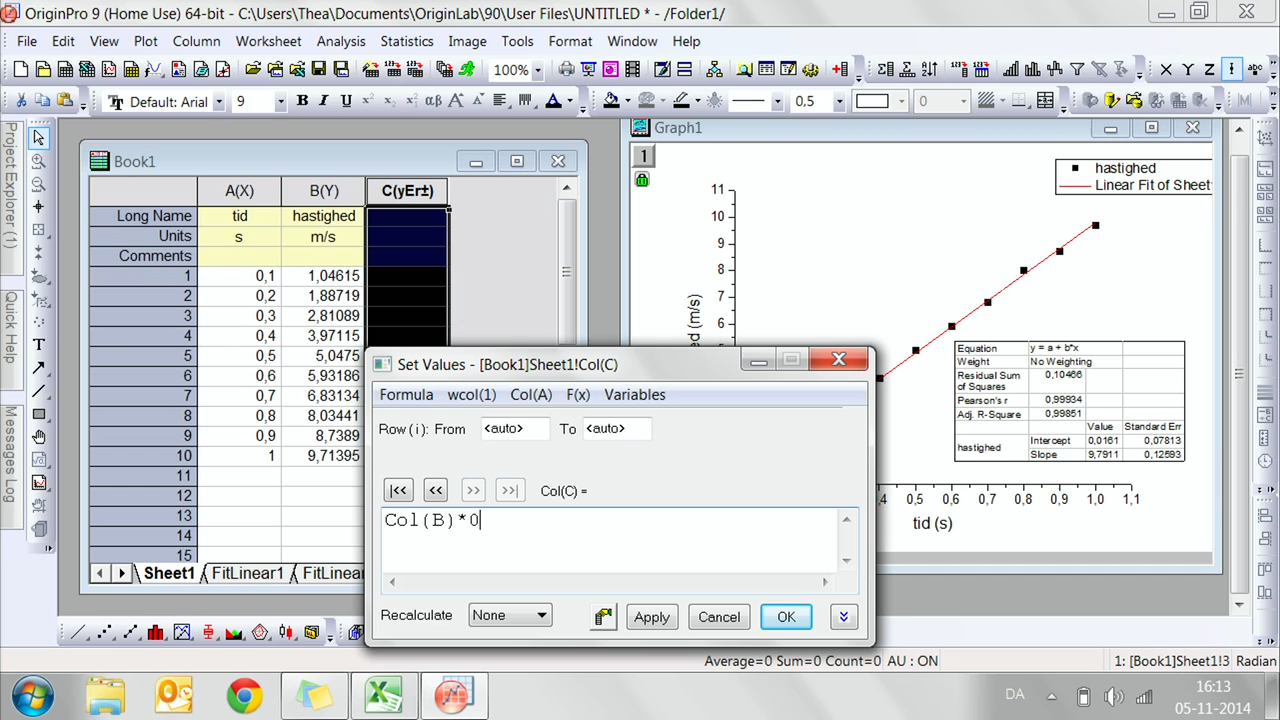 OriginPro 9 (Home Use) 64-bit - C:\Users\Thea\Documents\OriginLab\90\User Files\UNTITLED * - /Folder1/
File Edit View Plot Column Worksheet Analysis Statistics Image Tools Format Window Help
100%
Default: Arial 9 B I U 0,5 0
Project Explorer (1)
Quick Help
Messages Log
Book1
A(X) B(Y) C(yEr±)
Long Name tid hastighed
Units s m/s
Comments
1 0,1 1,04615
2 0,2 1,88719
3 0,3 2,81089
4 0,4 3,97115
5 0,5 5,0475
6 0,6 5,93186
7 0,7 6,83134
8 0,8 8,03441
9 0,9 8,7389
10 1 9,71395
11
12
13
14
15
Sheet1 FitLinear1
Graph1
1
hastighed
Linear Fit of Sheet
11
10
9
8
7
6
(m/s)
Equation y = a + b*x
Weight No Weighting
Residual Sum of Squares 0,10466
Pearson's r 0,99934
Adj. R-Square 0,99851
Value Standard Err
hastighed Intercept 0,0161 0,07813
Slope 9,7911 0,12593
0,5 0,6 0,7 0,8 0,9 1,0 1,1
tid (s)
Set Values - [Book1]Sheet1!Col(C)
Formula wcol(1) Col(A) F(x) Variables
Row (i): From <auto> To <auto>
|<< << >> >>| Col(C) =
Col(B)*0
Recalculate None Apply Cancel OK
Average=0 Sum=0 Count=0 AU : ON 1: [Book1]Sheet1!3 Radian
DA
16:13
05-11-2014